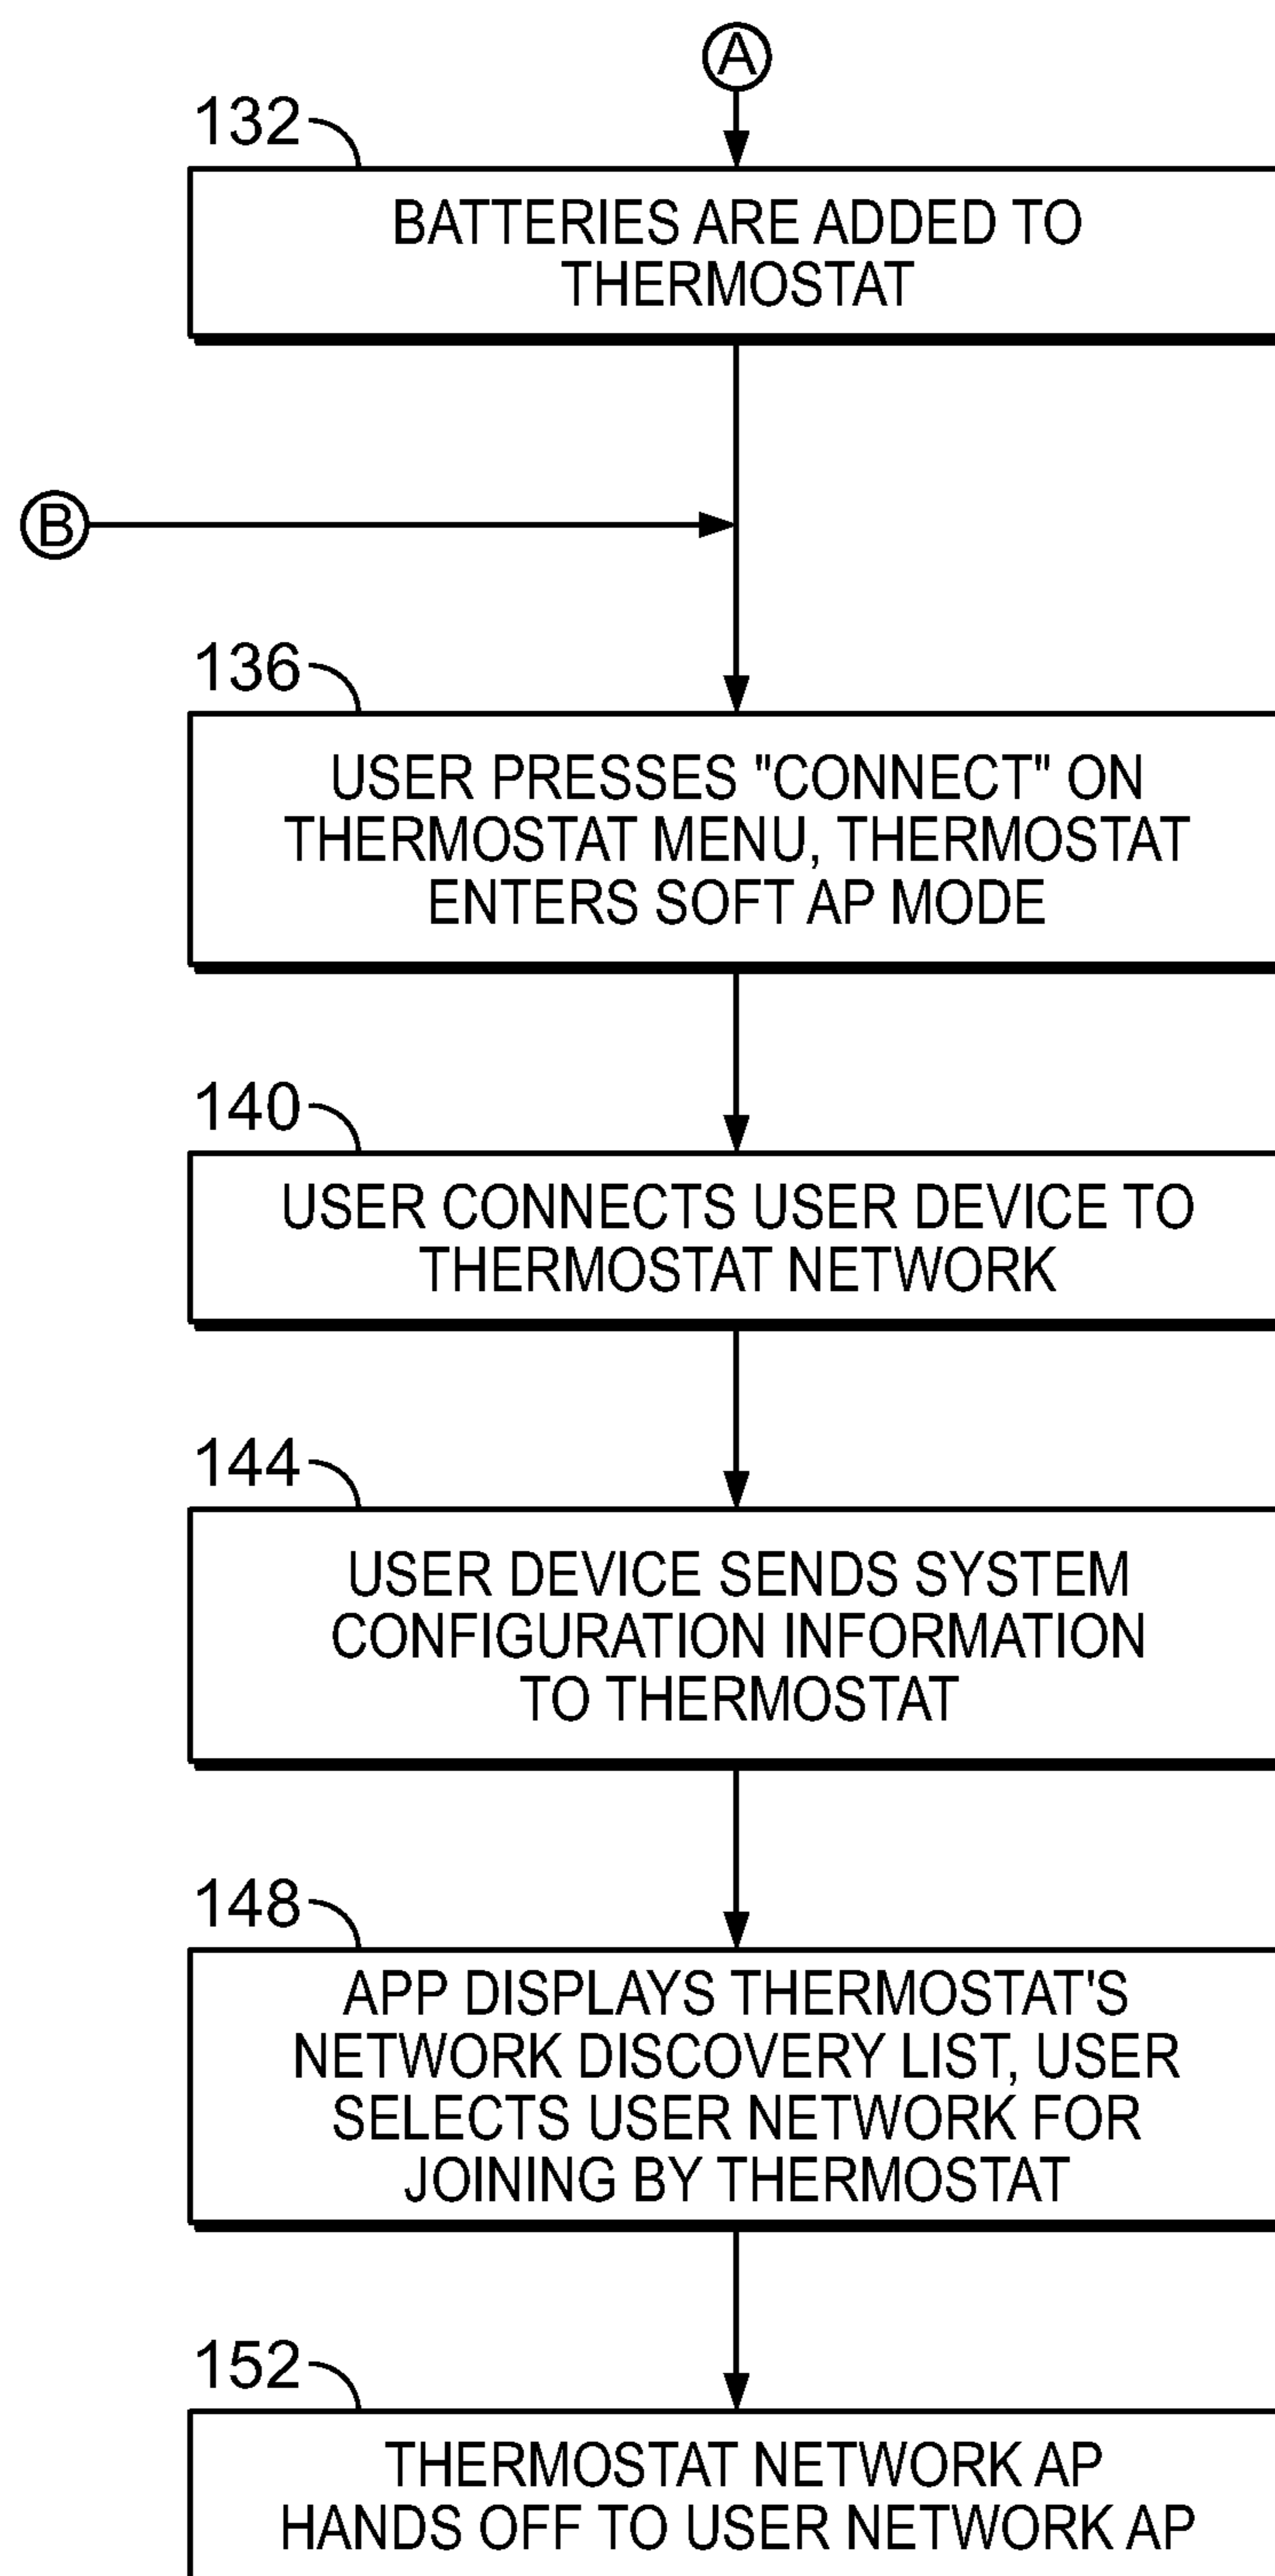 A
132
BATTERIES ARE ADDED TO
THERMOSTAT
B
136
USER PRESSES "CONNECT" ON
THERMOSTAT MENU, THERMOSTAT
ENTERS SOFT AP MODE
140
USER CONNECTS USER DEVICE TO
THERMOSTAT NETWORK
144
USER DEVICE SENDS SYSTEM
CONFIGURATION INFORMATION
TO THERMOSTAT
148
APP DISPLAYS THERMOSTAT'S
NETWORK DISCOVERY LIST, USER
SELECTS USER NETWORK FOR
JOINING BY THERMOSTAT
152
THERMOSTAT NETWORK AP
HANDS OFF TO USER NETWORK AP